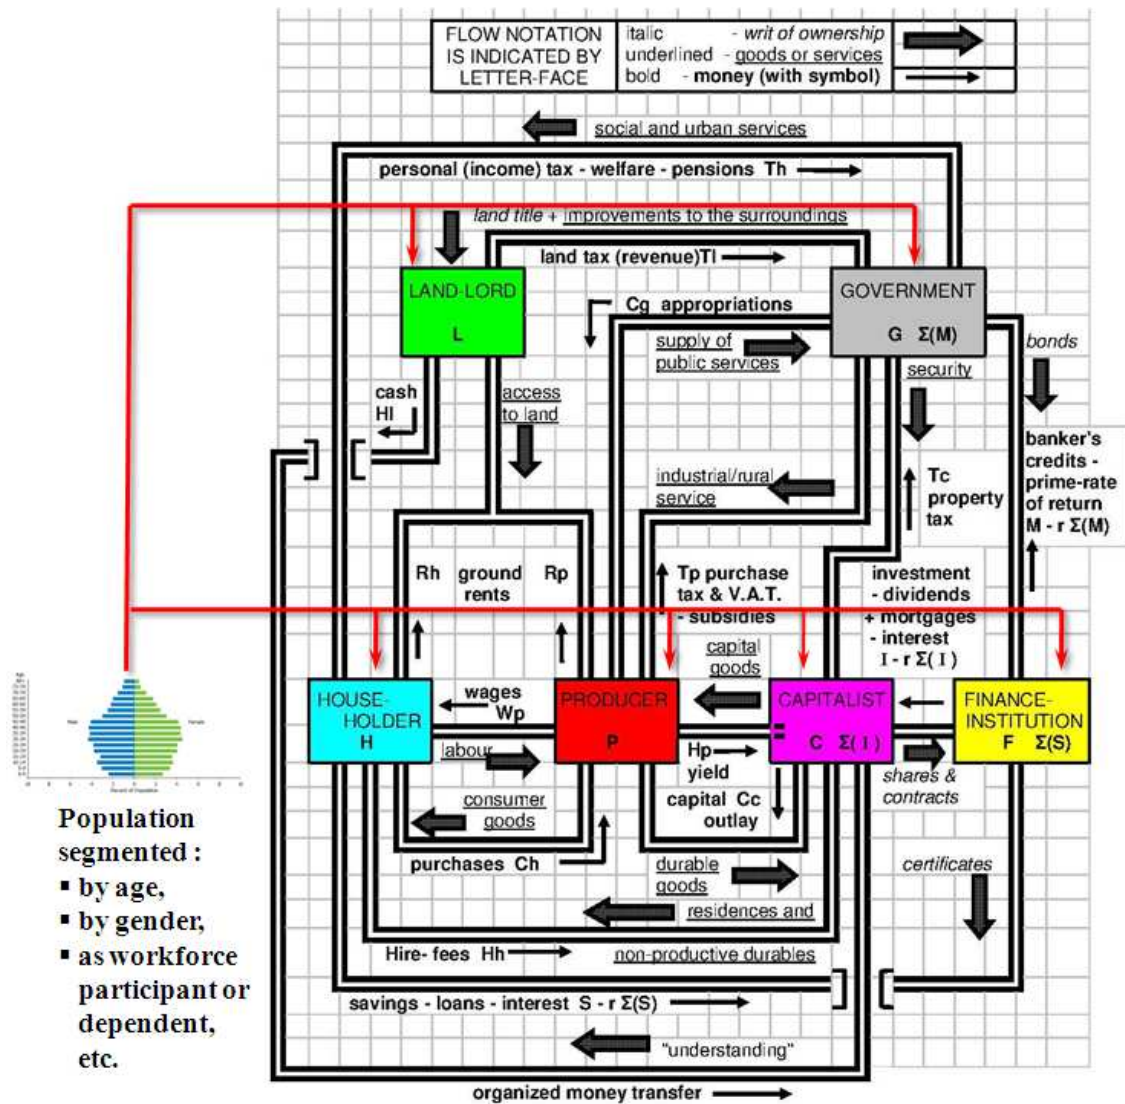 FLOW NOTATION
IS INDICATED BY
LETTER-FACE
italic - writ of ownership
underlined - goods or services
bold - money (with symbol)
social and urban services
personal (income) tax - welfare - pensions Th
land title + improvements to the surroundings
land tax (revenue)Tl
LAND-LORD
L
GOVERNMENT
G Σ(M)
Cg appropriations
supply of
public services
bonds
security
cash
Hl
access
to land
banker's
credits -
prime-rate
of return
M - r Σ(M)
industrial/rural
service
Tc
property
tax
Rh ground Rp
rents
Tp purchase
tax & V.A.T.
- subsidies
investment
- dividends
+ mortgages
- interest
I - r Σ( I )
capital
goods
HOUSE-
HOLDER
H
wages
Wp
PRODUCER
P
CAPITALIST
C Σ( I )
FINANCE-
INSTITUTION
F Σ(S)
labour
Hp
yield
shares &
contracts
consumer
goods
capital Cc
outlay
purchases Ch
durable
goods
certificates
residences and
Hire- fees Hh
non-productive durables
savings - loans - interest S - r Σ(S)
"understanding"
organized money transfer
Population
segmented :
▪ by age,
▪ by gender,
▪ as workforce
participant or
dependent,
etc.